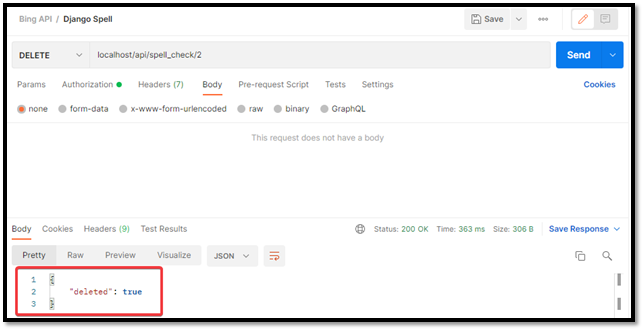 Bing API / Django Spell Save
DELETE localhost/api/spell_check/2 Send
Params Authorization Headers (7) Body Pre-request Script Tests Settings Cookies
none form-data x-www-form-urlencoded raw binary GraphQL
This request does not have a body
Body Cookies Headers (9) Test Results Status: 200 OK Time: 363 ms Size: 306 B Save Response
Pretty Raw Preview Visualize JSON
1 {
2 "deleted": true
3 }